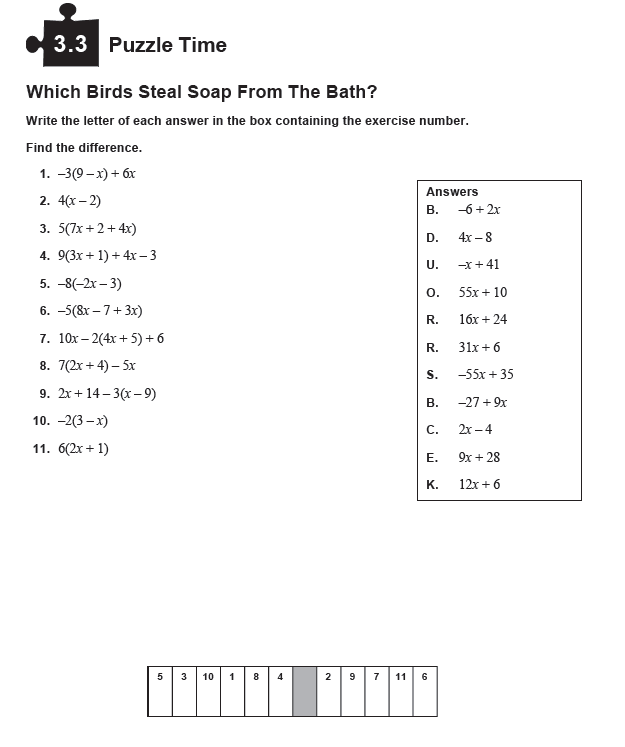 3.3 Puzzle Time
Which Birds Steal Soap From The Bath?
Write the letter of each answer in the box containing the exercise number.
Find the difference.
1. –3(9 – x) + 6x
2. 4(x – 2)
3. 5(7x + 2 + 4x)
4. 9(3x + 1) + 4x – 3
5. –8(–2x – 3)
6. –5(8x – 7 + 3x)
7. 10x – 2(4x + 5) + 6
8. 7(2x + 4) – 5x
9. 2x + 14 – 3(x – 9)
10. –2(3 – x)
11. 6(2x + 1)
Answers
B. –6 + 2x
D. 4x – 8
U. –x + 41
O. 55x + 10
R. 16x + 24
R. 31x + 6
S. –55x + 35
B. –27 + 9x
C. 2x – 4
E. 9x + 28
K. 12x + 6
5 3 10 1 8 4 2 9 7 11 6